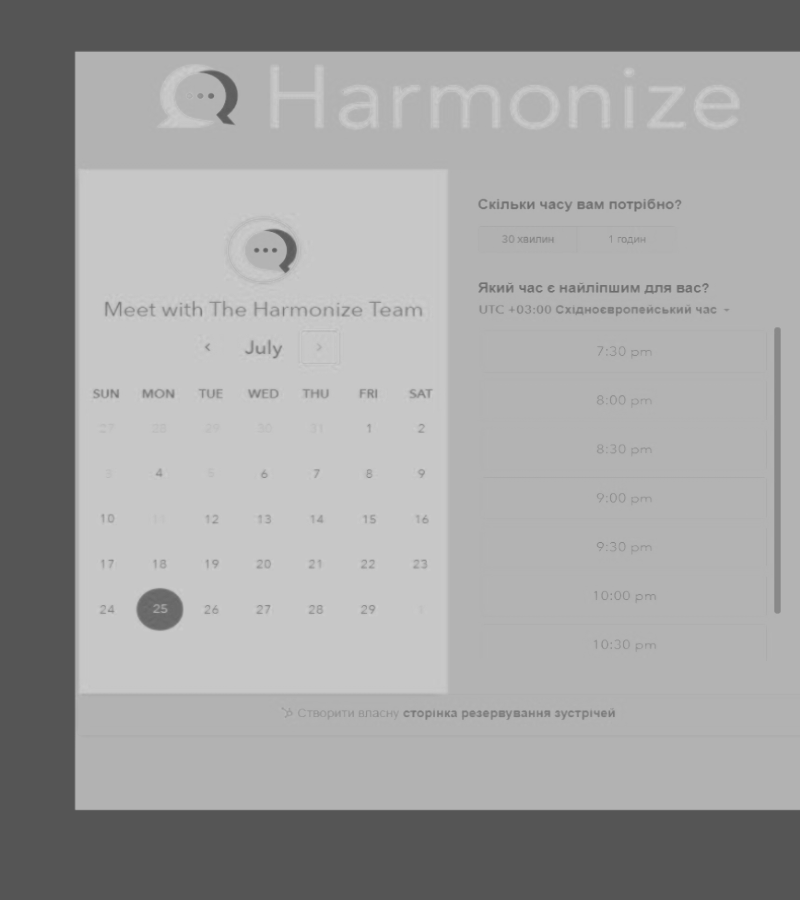 Harmonize
Meet with The Harmonize Team
July
SUN MON TUE WED THU FRI SAT
27 28 29 30 31 1 2
3 4 5 6 7 8 9
10 11 12 13 14 15 16
17 18 19 20 21 22 23
24 25 26 27 28 29
Скільки часу вам потрібно?
30 хвилин 1 годин
Який час є найліпшим для вас?
UTC +03:00 Східноєвропейський час
7:30 pm
8:00 pm
8:30 pm
9:00 pm
9:30 pm
10:00 pm
10:30 pm
Створити власну сторінка резервування зустрічей